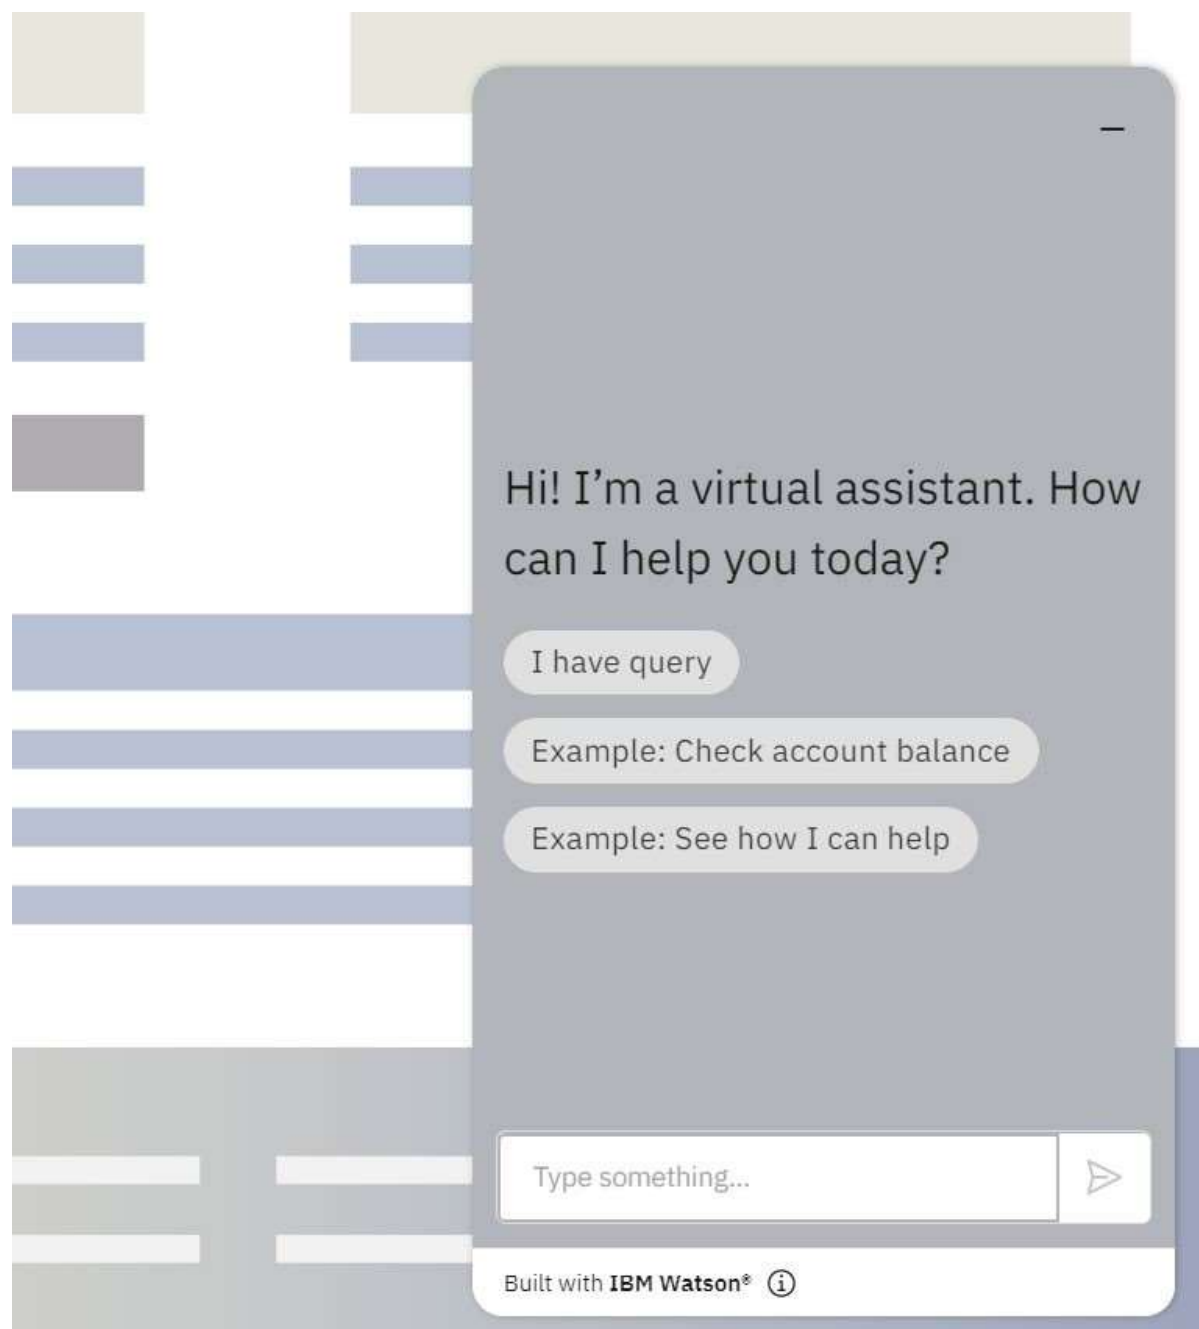 Hi! I’m a virtual assistant. How
can I help you today?
I have query
Example: Check account balance
Example: See how I can help
Type something...
Built with IBM Watson®